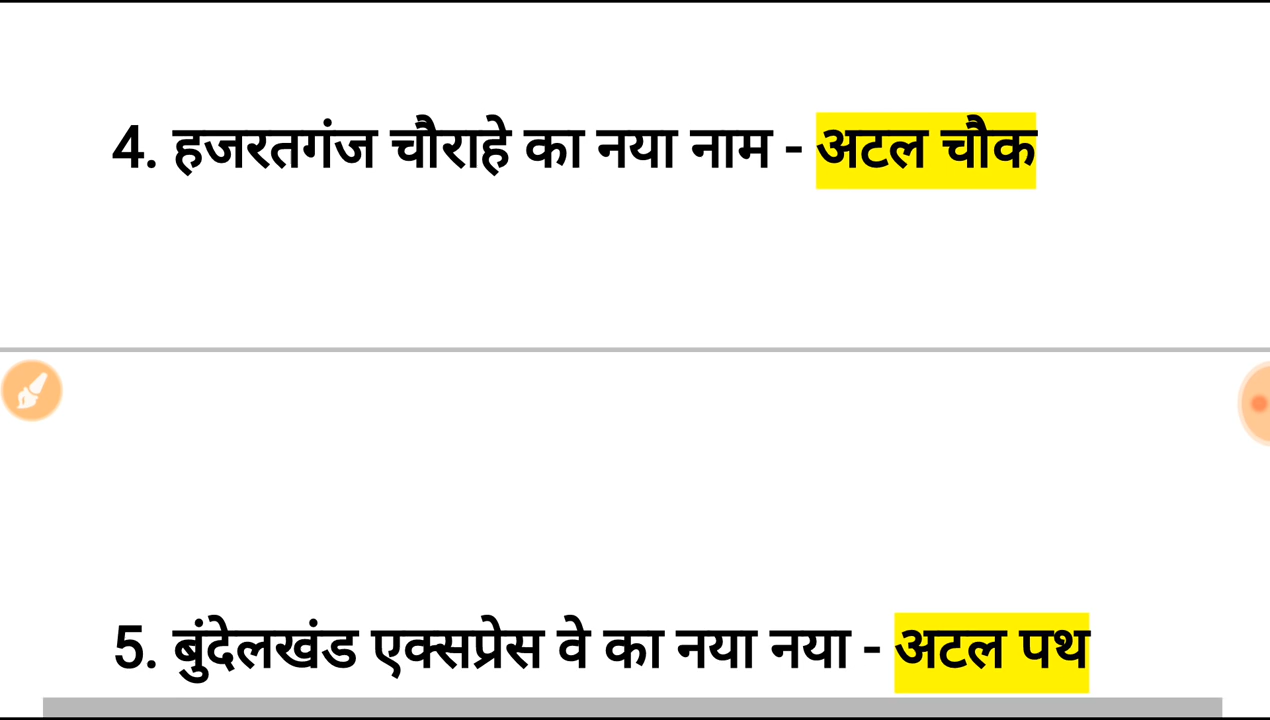 4. हजरतगंज चौराहे का नया नाम - अटल चौक
5. बुंदेलखंड एक्सप्रेस वे का नया नया - अटल पथ